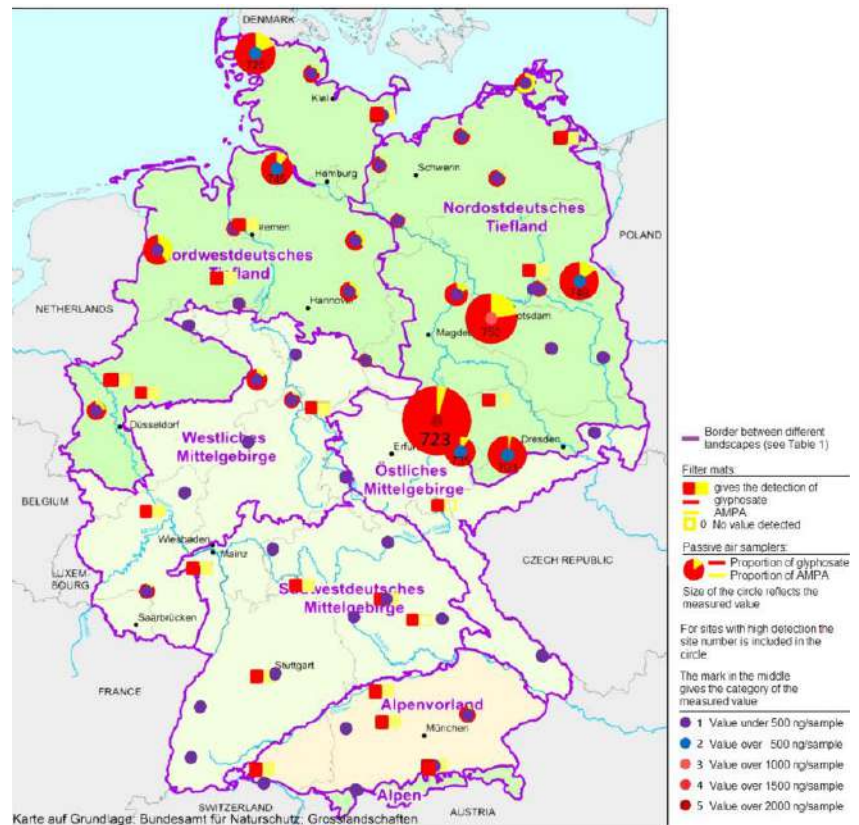 DENMARK
Kiel
Schwerin
Hamburg
Nordostdeutsches
Tiefland
POLAND
Bremen
Nordwestdeutsches
Tiefland
NETHERLANDS
Hannover
Potsdam
Magde
723
Düsseldorf
Westliches
Mittelgebirge
Erfurt
Dresden
Östliches
Mittelgebirge
BELGIUM
Wiesbaden
Mainz
CZECH REPUBLIC
LUXEM-
BOURG
Südwestdeutsches
Mittelgebirge
Saarbrücken
Stuttgart
FRANCE
Alpenvorland
München
Alpen
SWITZERLAND
AUSTRIA
Karte auf Grundlage: Bundesamt für Naturschutz; Grosslandschaften
Border between different
landscapes (see Table 1)
Filter mats:
gives the detection of
glyphosate
AMPA
0 No value detected
Passive air samplers:
Proportion of glyphosate
Proportion of AMPA
Size of the circle reflects the
measured value
For sites with high detection the
site number is included in the
circle
The mark in the middle
gives the category of the
measured value
1 Value under 500 ng/sample
2 Value over 500 ng/sample
3 Value over 1000 ng/sample
4 Value over 1500 ng/sample
5 Value over 2000 ng/sample